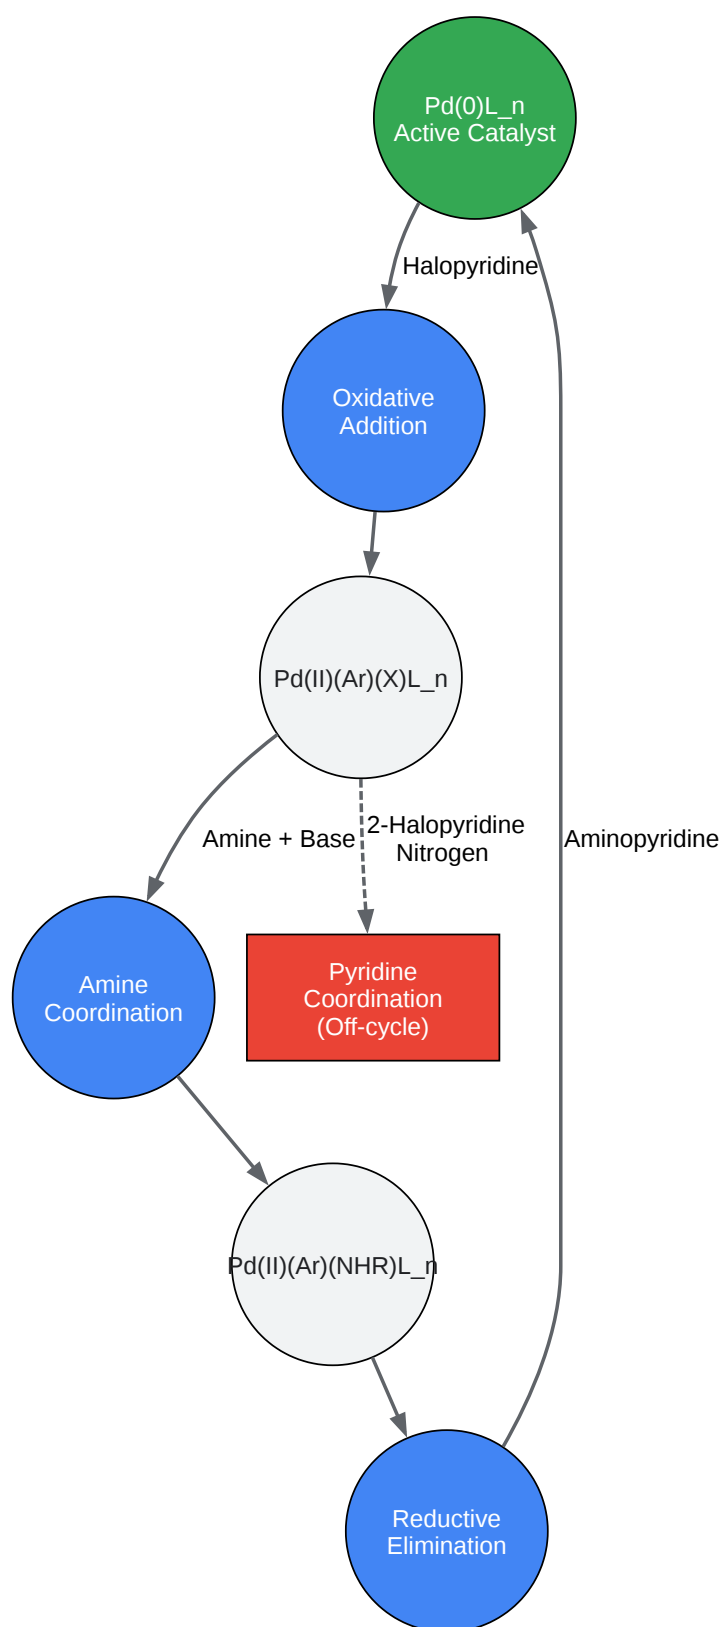 Pd(0)L_n
Active Catalyst
Halopyridine
Oxidative
Addition
Pd(II)(Ar)(X)L_n
Amine + Base
2-Halopyridine
Nitrogen
Aminopyridine
Amine
Coordination
Pyridine
Coordination
(Off-cycle)
Pd(II)(Ar)(NHR)L_n
Reductive
Elimination